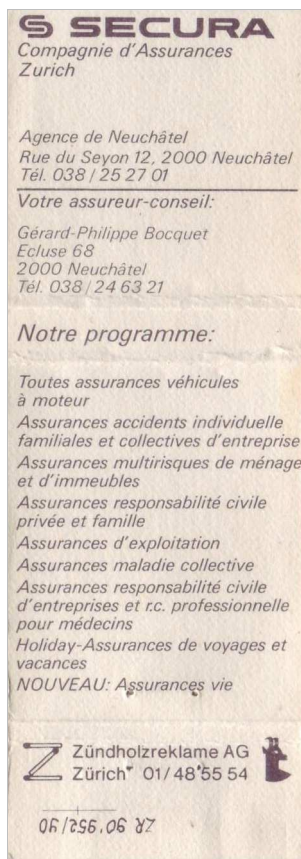 SECURA
Compagnie d'Assurances
Zurich
Agence de Neuchâtel
Rue du Seyon 12, 2000 Neuchâtel
Tél. 038/25 27 01
Votre assureur-conseil:
Gérard-Philippe Bocquet
Ecluse 68
2000 Neuchâtel
Tél. 038/24 63 21
Notre programme:
Toutes assurances véhicules
à moteur
Assurances accidents individuelle
familiales et collectives d'entreprise
Assurances multirisques de ménage
et d'immeubles
Assurances responsabilité civile
privée et famille
Assurances d'exploitation
Assurances maladie collective
Assurances responsabilité civile
d'entreprises et r.c. professionnelle
pour médecins
Holiday-Assurances de voyages et
vacances
NOUVEAU: Assurances vie
Zündholzreklame AG
Zürich 01/48 55 54
ZR 90'952/90